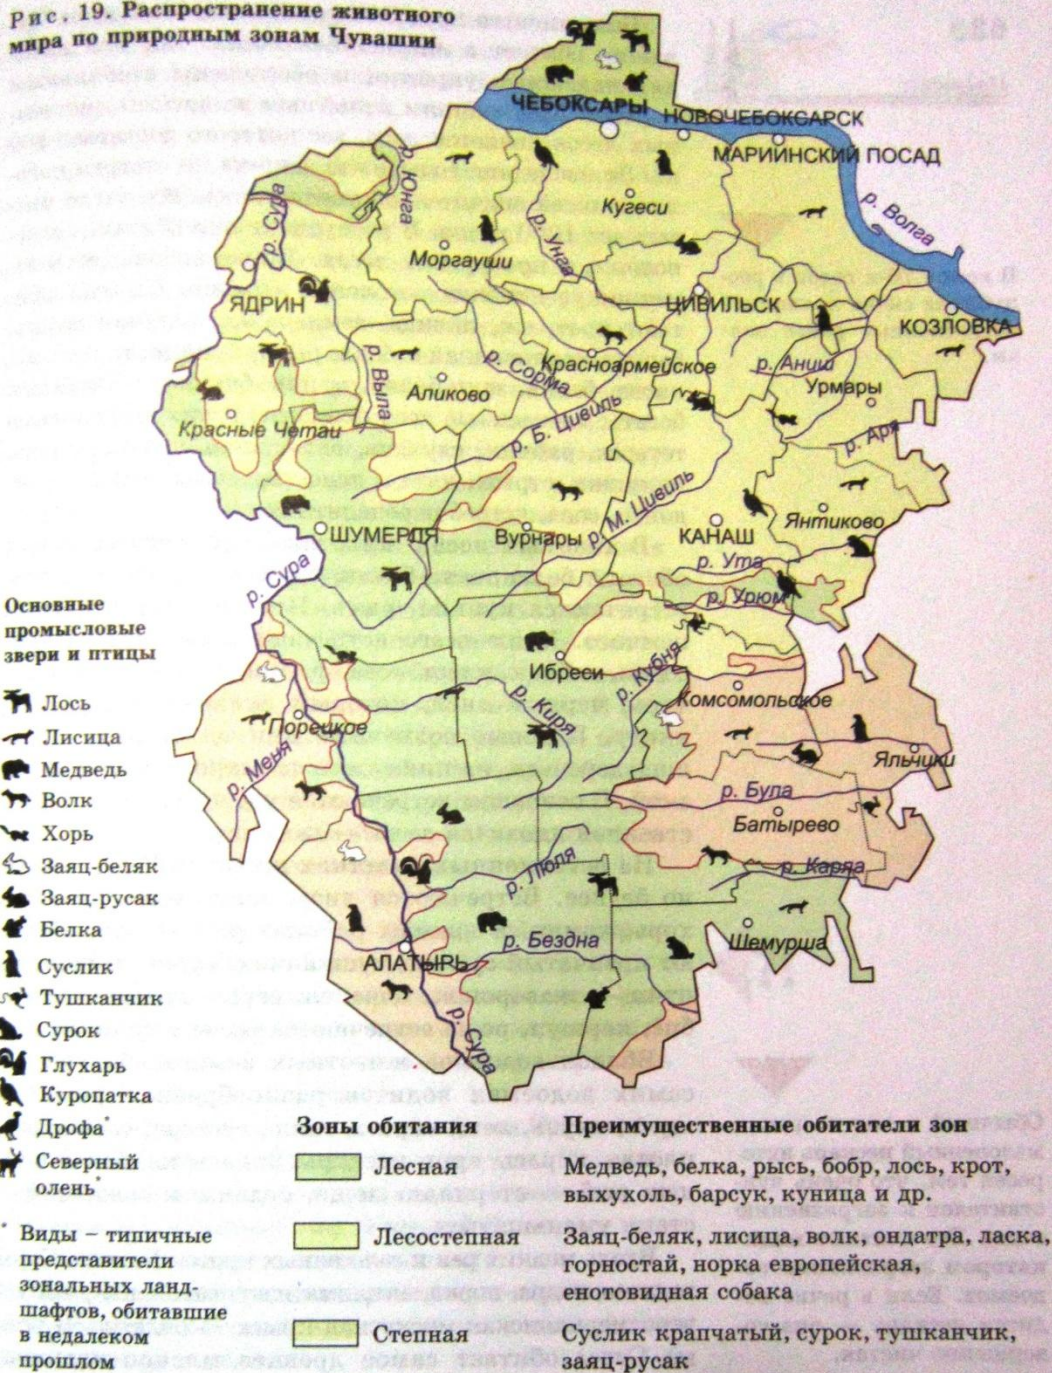 Рис. 19. Распространение животного
мира по природным зонам Чувашии
ЧЕБОКСАРЫ
НОВОЧЕБОКСАРСК
МАРИИНСКИЙ ПОСАД
р. Волга
р. Юнга
р. Сура
Кугеси
р. Унга
Моргауши
ЯДРИН
ЦИВИЛЬСК
КОЗЛОВКА
р. Выла
р. Сорма
Красноармейское
р. Аниш
Урмары
Аликово
Красные Четаи
р. Б. Цивиль
р. Аря
р. М. Цивиль
Янтиково
ШУМЕРЛЯ
Вурнары
КАНАШ
р. Сура
р. Ута
р. Урюм
Ибреси
р. Кубня
Комсомольское
р. Киря
Порецкое
р. Меня
Яльчики
р. Була
Батырево
р. Карла
р. Люля
Шемурша
р. Бездна
АЛАТЫРЬ
р. Сура
Основные
промысловые
звери и птицы
Лось
Лисица
Медведь
Волк
Хорь
Заяц-беляк
Заяц-русак
Белка
Суслик
Тушканчик
Сурок
Глухарь
Куропатка
Дрофа*
Северный
олень*
* Виды – типичные
представители
зональных ланд-
шафтов, обитавшие
в недалеком
прошлом
Зоны обитания
Преимущественные обитатели зон
Лесная
Медведь, белка, рысь, бобр, лось, крот,
выхухоль, барсук, куница и др.
Лесостепная
Заяц-беляк, лисица, волк, ондатра, ласка,
горностай, норка европейская,
енотовидная собака
Степная
Суслик крапчатый, сурок, тушканчик,
заяц-русак